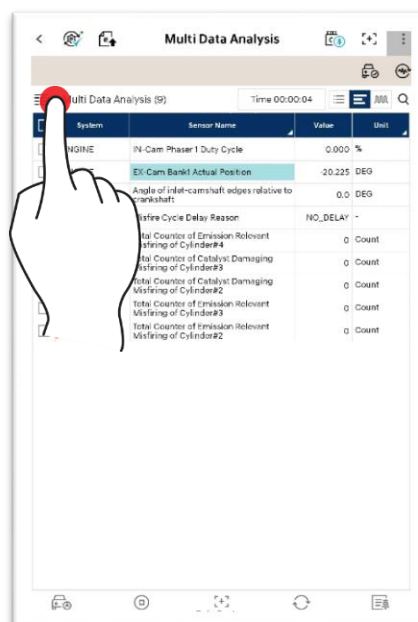 Multi Data Analysis
Multi Data Analysis (9) Time 00:00:04
System Sensor Name Value Unit
ENGINE IN-Cam Phaser 1 Duty Cycle 0.000 %
EX-Cam Bank1 Actual Position -20.225 DEG
Angle of inlet-camshaft edges relative to
crankshaft 0.0 DEG
Misfire Cycle Delay Reason NO_DELAY -
Total Counter of Emission Relevant
Misfiring of Cylinder#4 0 Count
Total Counter of Catalyst Damaging
Misfiring of Cylinder#3 0 Count
Total Counter of Catalyst Damaging
Misfiring of Cylinder#2 0 Count
Total Counter of Emission Relevant
Misfiring of Cylinder#3 0 Count
Total Counter of Emission Relevant
Misfiring of Cylinder#2 0 Count